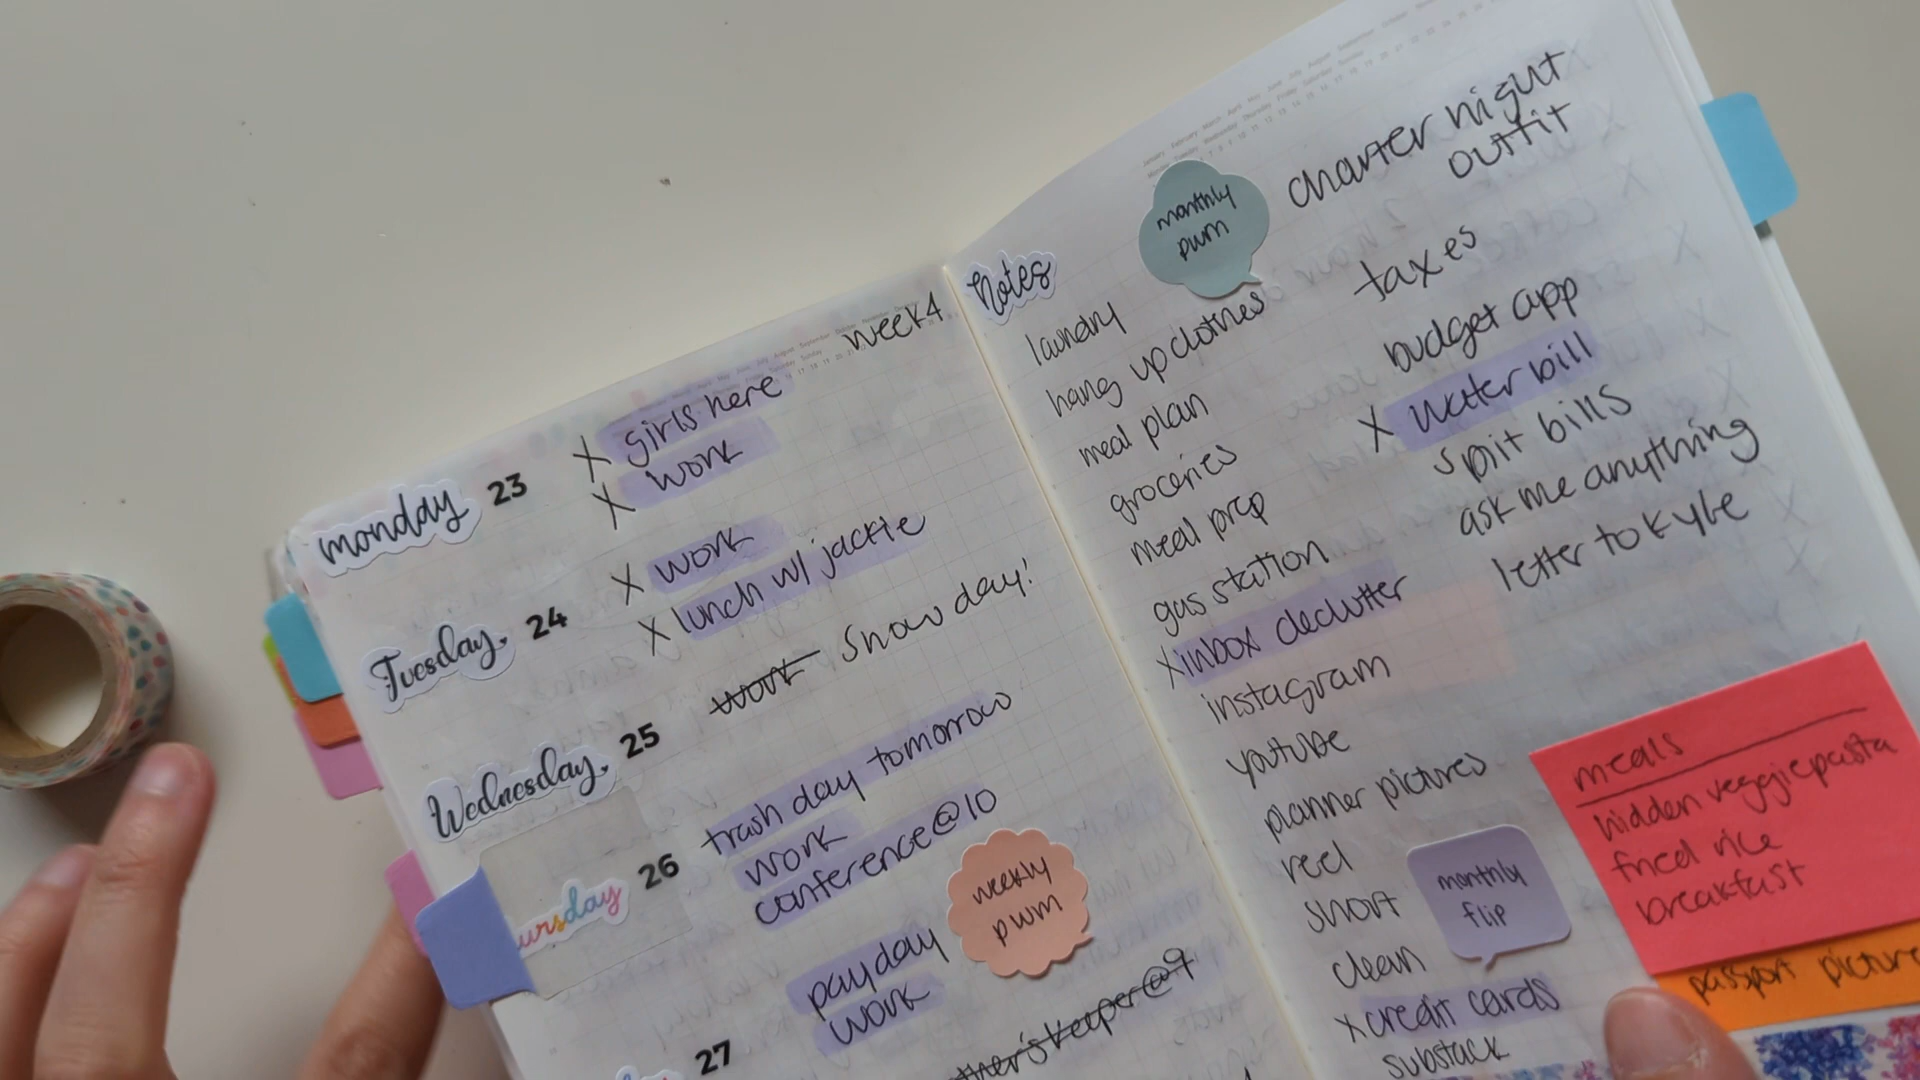 week4
monday 23
X girls here
X work
Tuesday, 24
X work
X lunch w/ jackie
Wednesday, 25
work Snow day!
26
trash day tomorrow
work
conference@10
payday
work
weekly
pwm
27
keeper@9
Notes
monthly
pwm
laundry
hang up clothes
meal plan
groceries
meal prep
gas station
X inbox declutter
instagram
youtube
planner pictures
reel
short
clean
X credit cards
substack
monthly
flip
charter night
outfit
taxes
budget app
X water bill
split bills
ask me anything
letter to kylie
meals
hidden veggie pasta
fried rice
breakfast
passport picture